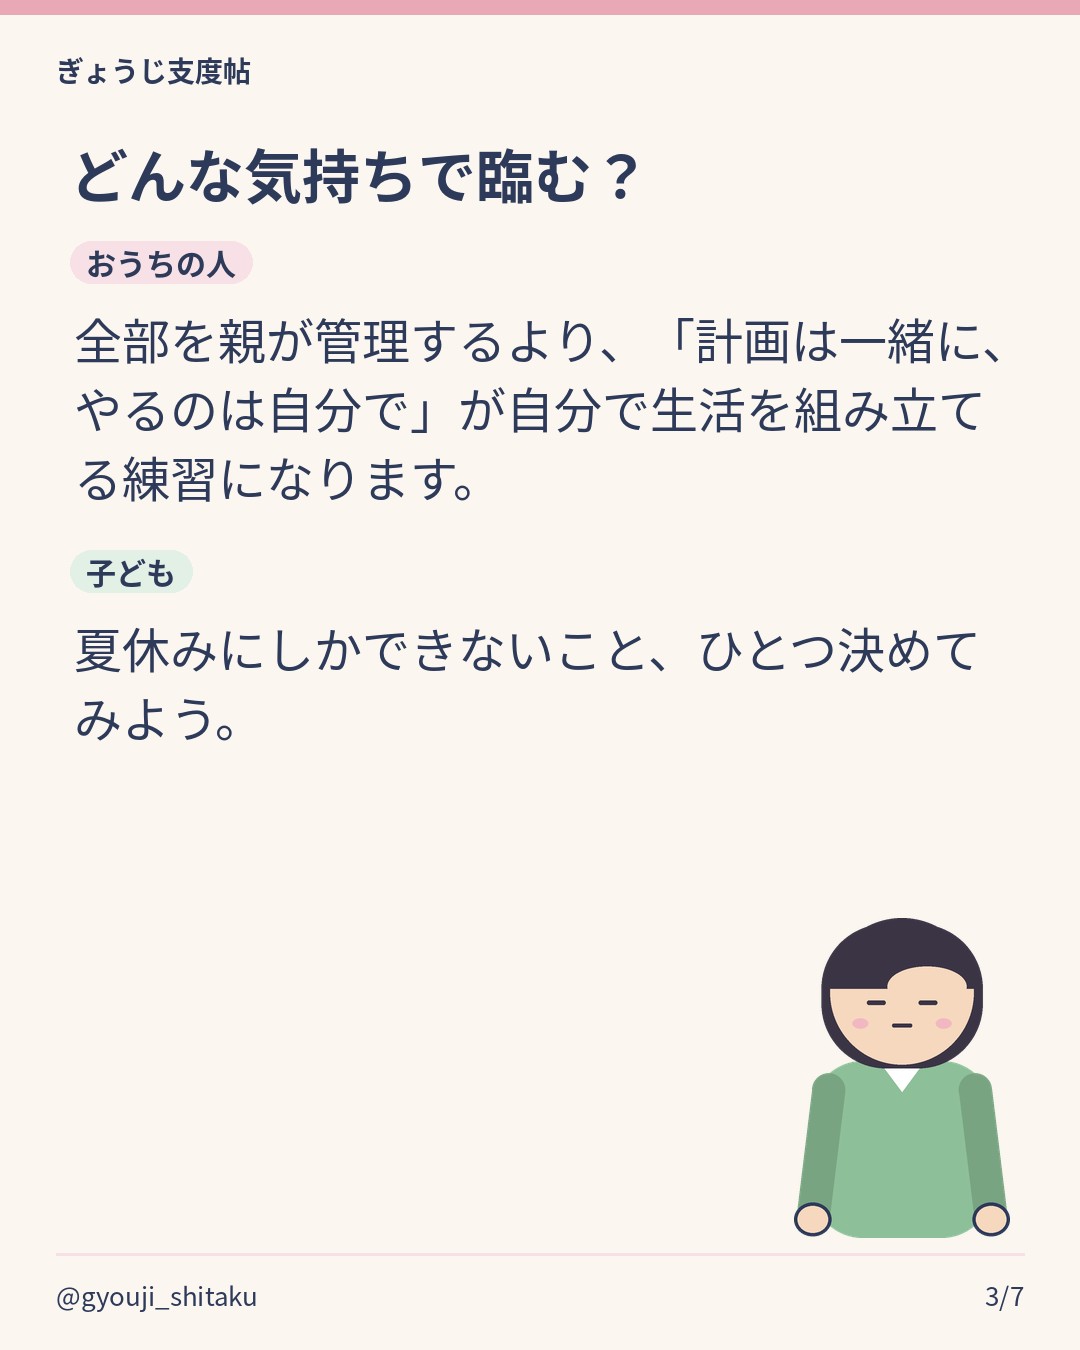 ぎょうじ支度帖
どんな気持ちで臨む？
おうちの人
全部を親が管理するより、「計画は一緒に、
やるのは自分で」が自分で生活を組み立て
る練習になります。
子ども
夏休みにしかできないこと、ひとつ決めて
みよう。
@gyouji_shitaku
3/7